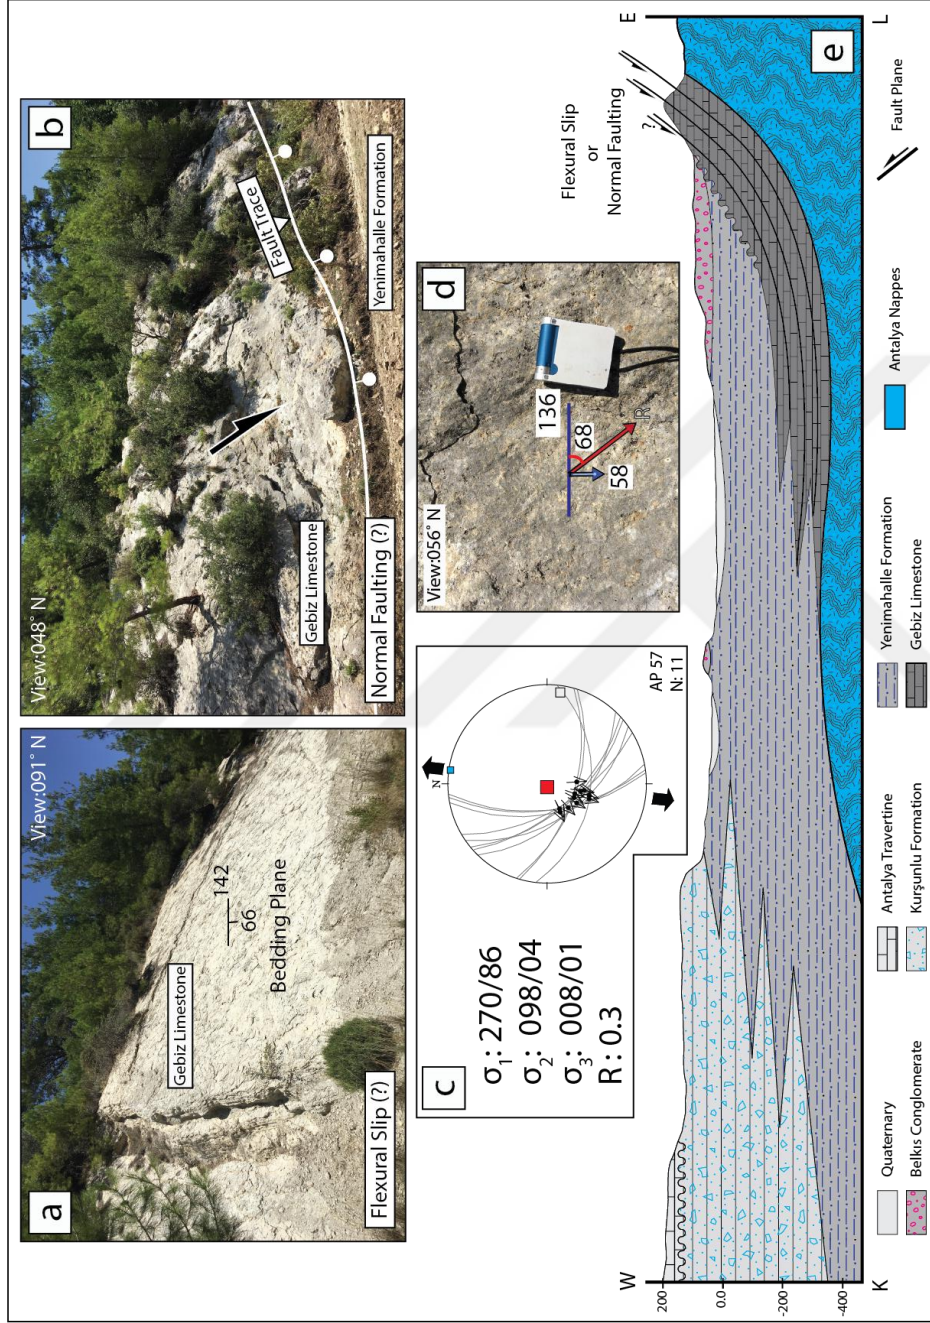 a
View:091° N
Gebiz Limestone
142
66
Bedding Plane
Flexural Slip (?)
b
View:048° N
Gebiz Limestone
Fault Trace
Yenimahalle Formation
Normal Faulting (?)
c
σ1: 270/86
σ2: 098/04
σ3: 008/01
R: 0.3
N
AP 57
N: 11
d
View:056° N
136
68
58
R
W
E
Flexural Slip
or
Normal Faulting
?
e
200
0.0
-200
-400
K
L
Quaternary
Antalya Travertine
Yenimahalle Formation
Antalya Nappes
Fault Plane
Belkıs Conglomerate
Kurşunlu Formation
Gebiz Limestone